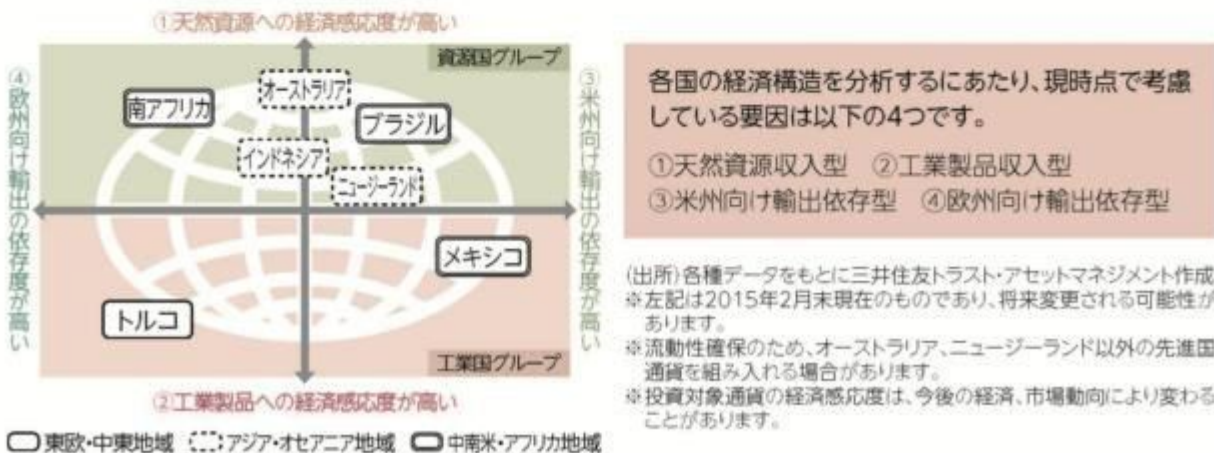 ①天然資源への経済感応度が高い
資源国グループ
④欧州向け輸出の依存度が高い
③米州向け輸出の依存度が高い
オーストラリア
南アフリカ
ブラジル
インドネシア
ニュージーランド
メキシコ
トルコ
工業国グループ
②工業製品への経済感応度が高い
東欧・中東地域 アジア・オセアニア地域 中南米・アフリカ地域
各国の経済構造を分析するにあたり、現時点で考慮
している要因は以下の4つです。
①天然資源収入型 ②工業製品収入型
③米州向け輸出依存型 ④欧州向け輸出依存型
(出所)各種データをもとに三井住友トラスト・アセットマネジメント作成
※左記は2015年2月末現在のものであり、将来変更される可能性が
あります。
※流動性確保のため、オーストラリア、ニュージーランド以外の先進国
通貨を組み入れる場合があります。
※投資対象通貨の経済感応度は、今後の経済、市場動向により変わる
ことがあります。